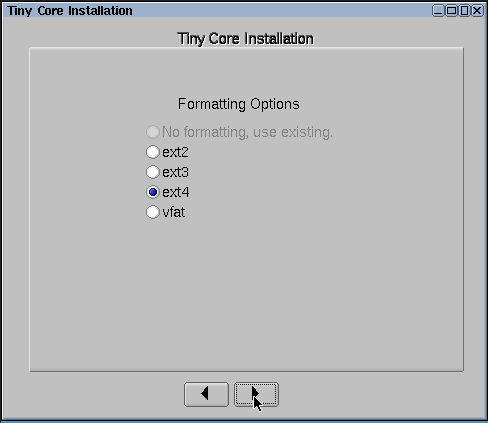 Tiny Core Installation
Tiny Core Installation
Formatting Options
No formatting, use existing.
ext2
ext3
ext4
vfat